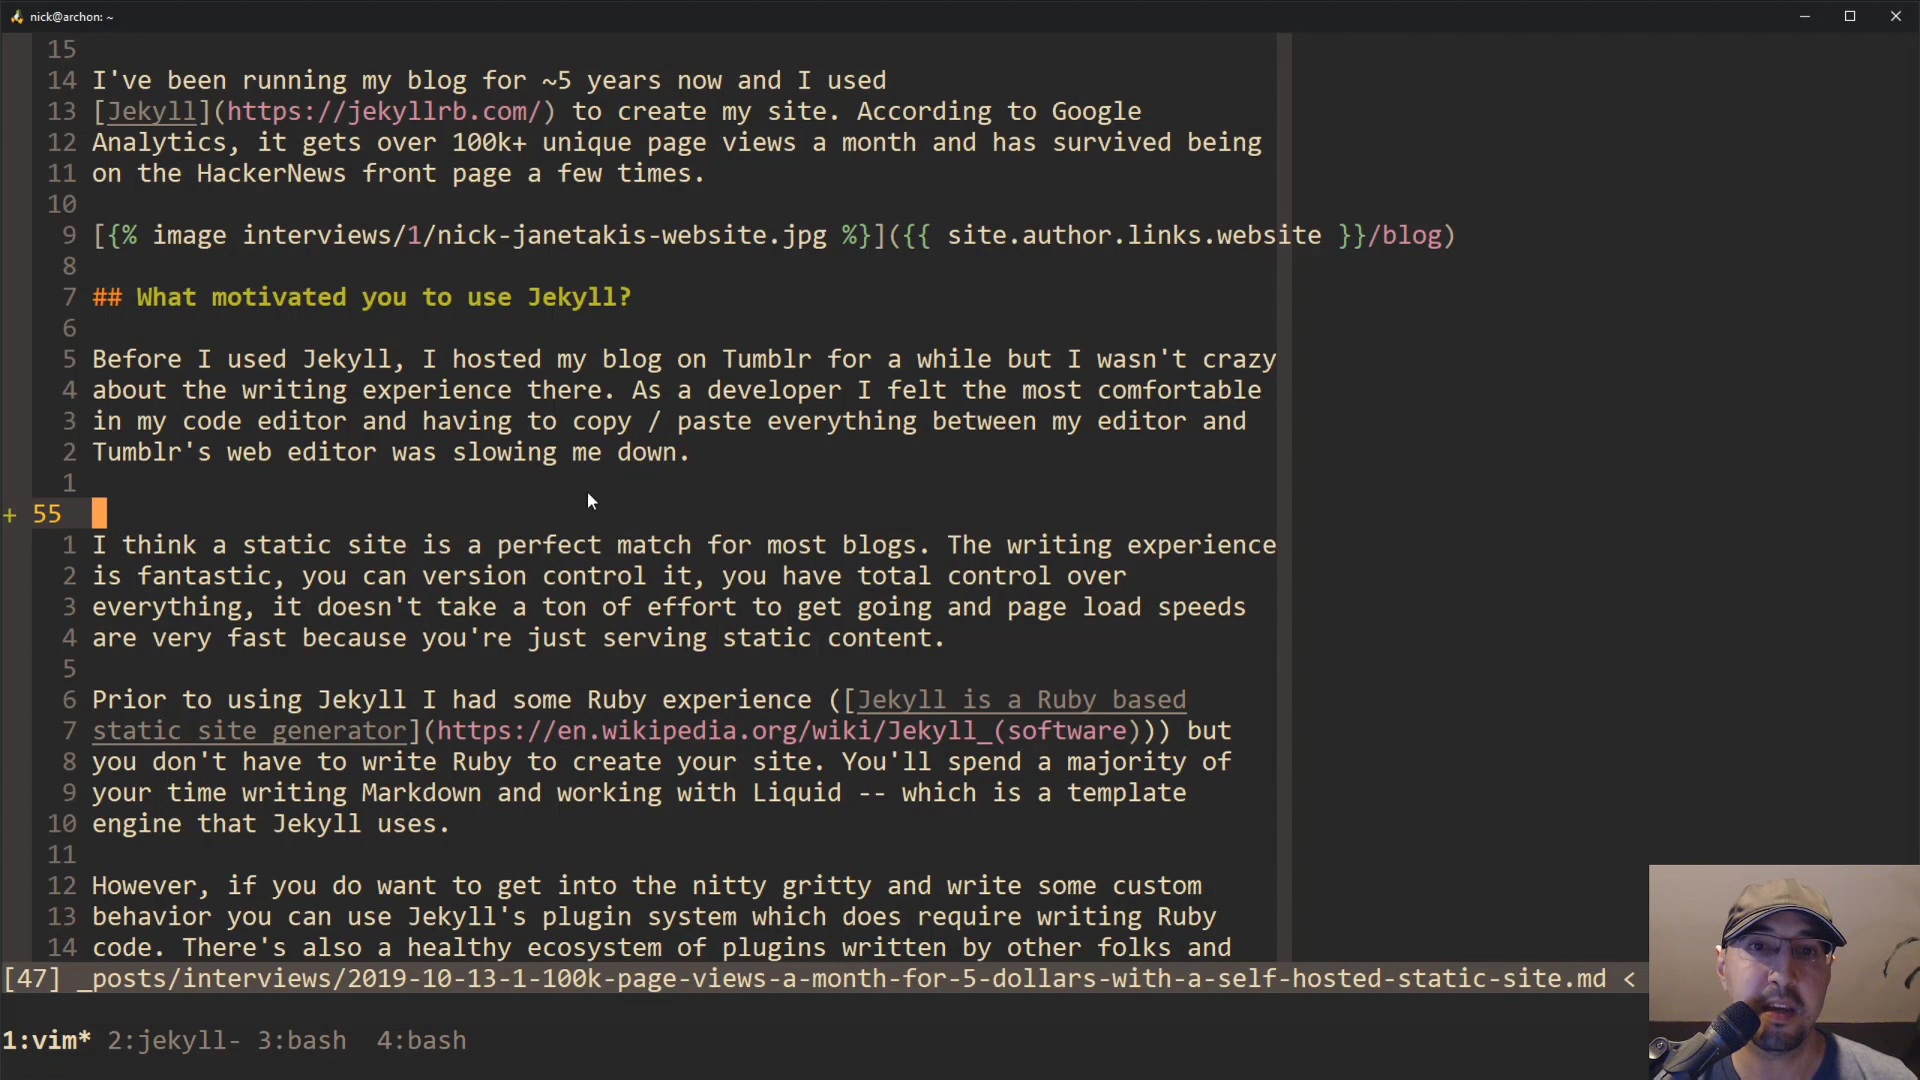 nick@archon: ~
15
14 I've been running my blog for ~5 years now and I used
13 [Jekyll](https://jekyllrb.com/) to create my site. According to Google
12 Analytics, it gets over 100k+ unique page views a month and has survived being
11 on the HackerNews front page a few times.
10
9 [{% image interviews/1/nick-janetakis-website.jpg %}]({{ site.author.links.website }}/blog)
8
7 ## What motivated you to use Jekyll?
6
5 Before I used Jekyll, I hosted my blog on Tumblr for a while but I wasn't crazy
4 about the writing experience there. As a developer I felt the most comfortable
3 in my code editor and having to copy / paste everything between my editor and
2 Tumblr's web editor was slowing me down.
1
+ 55
1 I think a static site is a perfect match for most blogs. The writing experience
2 is fantastic, you can version control it, you have total control over
3 everything, it doesn't take a ton of effort to get going and page load speeds
4 are very fast because you're just serving static content.
5
6 Prior to using Jekyll I had some Ruby experience ([Jekyll is a Ruby based
7 static site generator](https://en.wikipedia.org/wiki/Jekyll_(software))) but
8 you don't have to write Ruby to create your site. You'll spend a majority of
9 your time writing Markdown and working with Liquid -- which is a template
10 engine that Jekyll uses.
11
12 However, if you do want to get into the nitty gritty and write some custom
13 behavior you can use Jekyll's plugin system which does require writing Ruby
14 code. There's also a healthy ecosystem of plugins written by other folks and
[47] _posts/interviews/2019-10-13-1-100k-page-views-a-month-for-5-dollars-with-a-self-hosted-static-site.md <
1:vim* 2:jekyll- 3:bash 4:bash